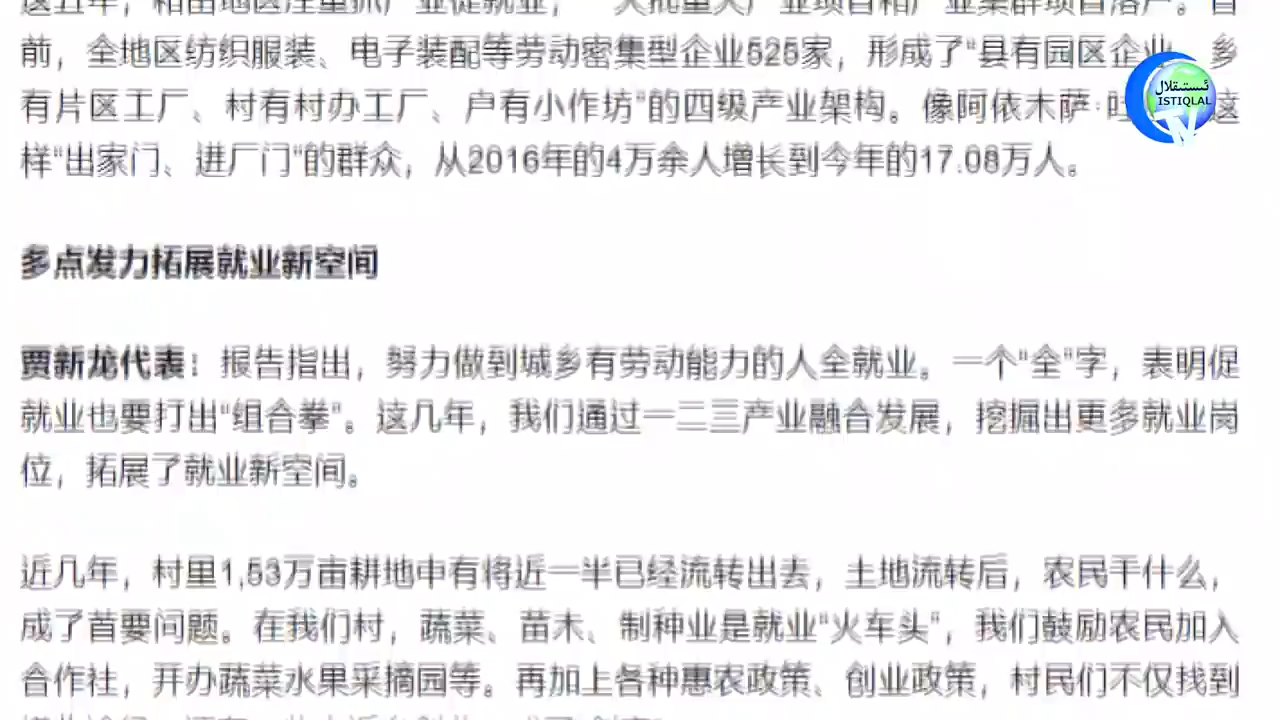 这五年，和田地区注重抓产业促就业，一大批重大产业项目和产业集群项目落户。目
前，全地区纺织服装、电子装配等劳动密集型企业525家，形成了“县有园区企业、乡
有片区工厂、村有村办工厂、户有小作坊”的四级产业架构。像阿依木萨·吐 这
样“出家门、进厂门”的群众，从2016年的4万余人增长到今年的17.08万人。
多点发力拓展就业新空间
贾新龙代表：报告指出，努力做到城乡有劳动能力的人全就业。一个“全”字，表明促
就业也要打出“组合拳”。这几年，我们通过一二三产业融合发展，挖掘出更多就业岗
位，拓展了就业新空间。
近几年，村里1.53万亩耕地中有将近一半已经流转出去，土地流转后，农民干什么，
成了首要问题。在我们村，蔬菜、苗木、制种业是就业“火车头”，我们鼓励农民加入
合作社，开办蔬菜水果采摘园等。再加上各种惠农政策、创业政策，村民们不仅找到
ئىستىقلال
ISTIQLAL
TV